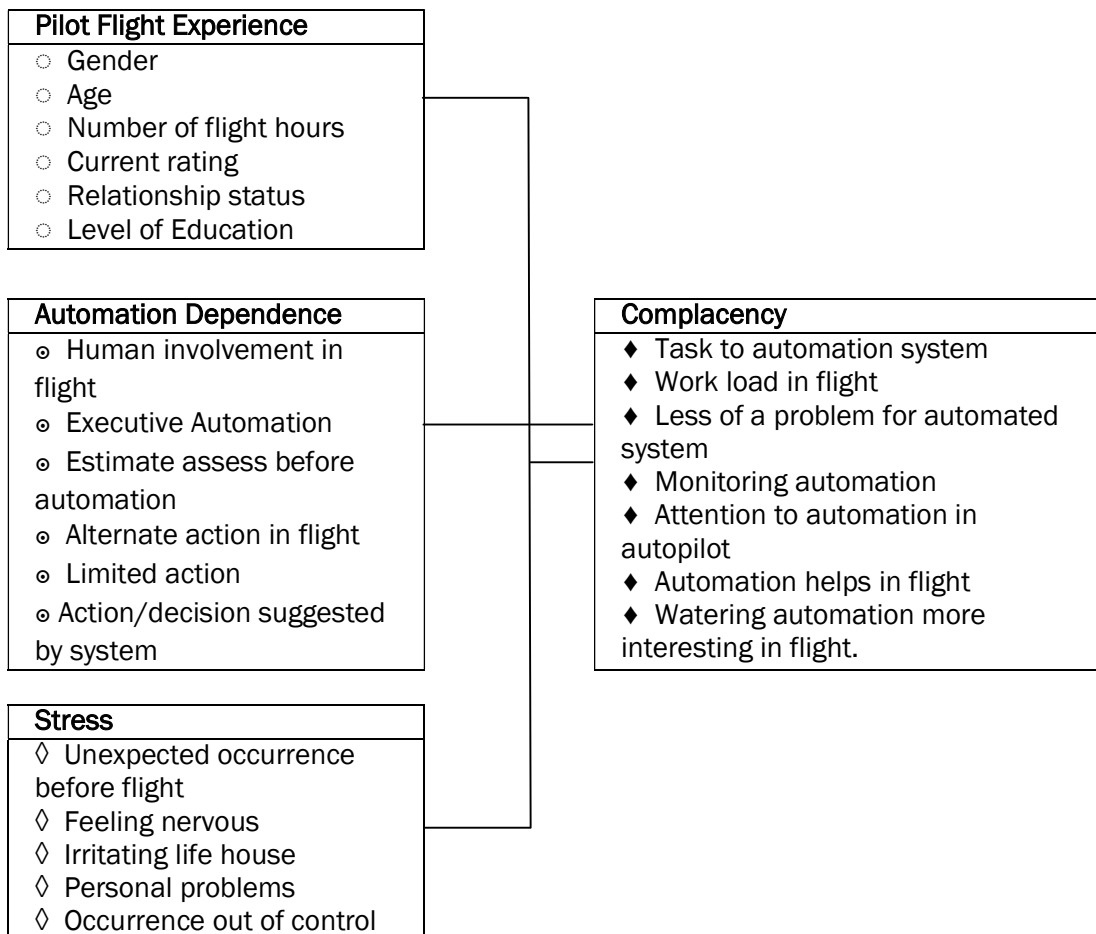 Pilot Flight Experience
◌ Gender
◌ Age
◌ Number of flight hours
◌ Current rating
◌ Relationship status
◌ Level of Education
Automation Dependence
⊙ Human involvement in
flight
⊙ Executive Automation
⊙ Estimate assess before
automation
⊙ Alternate action in flight
⊙ Limited action
⊙ Action/decision suggested
by system
Complacency
♦ Task to automation system
♦ Work load in flight
♦ Less of a problem for automated
system
♦ Monitoring automation
♦ Attention to automation in
autopilot
♦ Automation helps in flight
♦ Watering automation more
interesting in flight.
Stress
◊ Unexpected occurrence
before flight
◊ Feeling nervous
◊ Irritating life house
◊ Personal problems
◊ Occurrence out of control